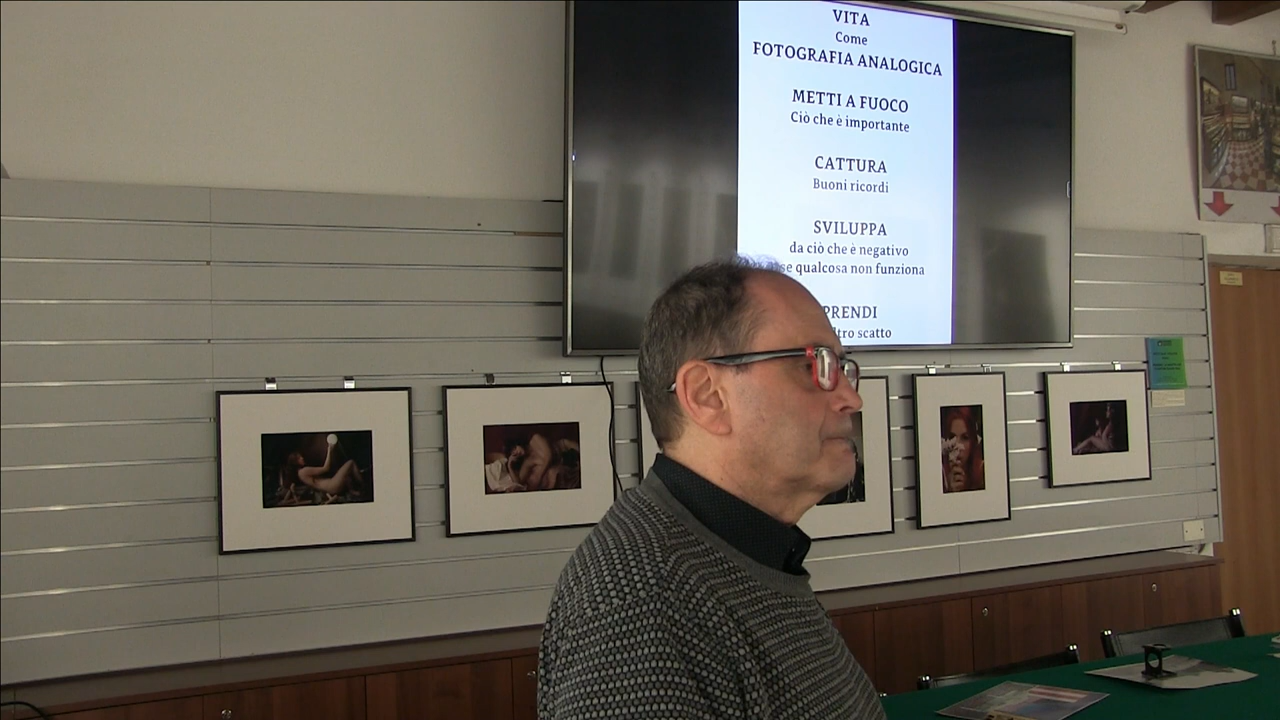 VITA
Come
FOTOGRAFIA ANALOGICA
METTI A FUOCO
Ciò che è importante
CATTURA
Buoni ricordi
SVILUPPA
da ciò che è negativo
se qualcosa non funziona
PRENDI
scatto